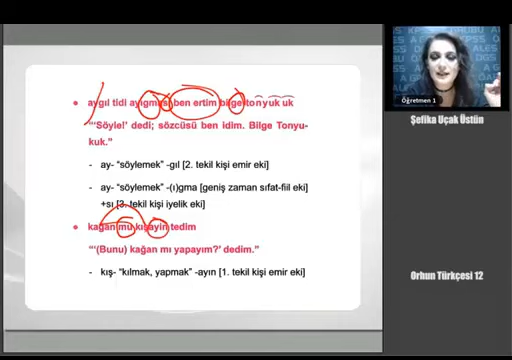 aygıl tidi ayıgması ben ertim bilge tonyukuk
"'Söyle!' dedi; sözcüsü ben idim. Bilge Tonyu-
kuk."
- ay- "söylemek" -gıl [2. tekil kişi emir eki]
- ay- "söylemek" -(ı)gma [geniş zaman sıfat-fiil eki]
+sı [3. tekil kişi iyelik eki]
kağan mu kışayin tedim
"'(Bunu) kağan mı yapayım?' dedim."
- kış- "kılmak, yapmak" -ayın [1. tekil kişi emir eki]
Öğretmen 1
Şefika Uçak Üstün
Orhun Türkçesi 12